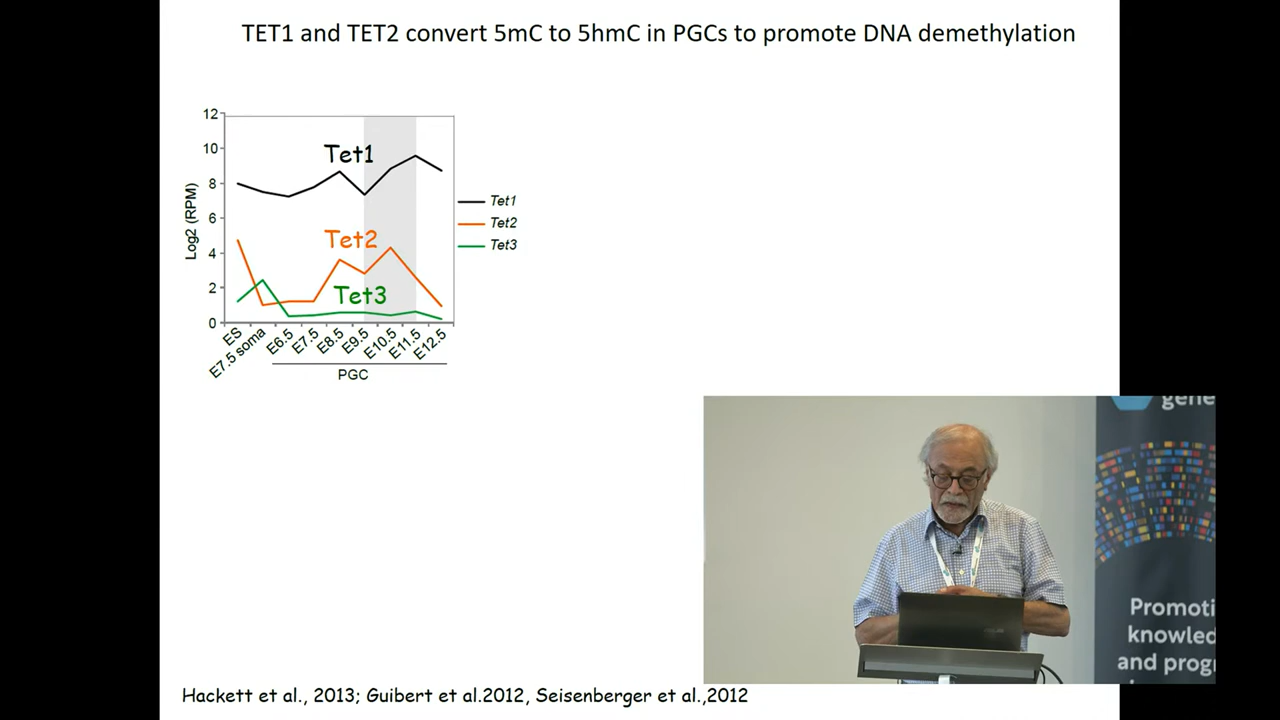 TET1 and TET2 convert 5mC to 5hmC in PGCs to promote DNA demethylation
12
10
8
6
4
2
0
Log2 (RPM)
Tet1
Tet2
Tet3
Tet1
Tet2
Tet3
ES
E7.5 soma
E6.5
E7.5
E8.5
E9.5
E10.5
E11.5
E12.5
PGC
gene
Promoti
knowled
and progr
Hackett et al., 2013; Guibert et al.2012, Seisenberger et al.,2012